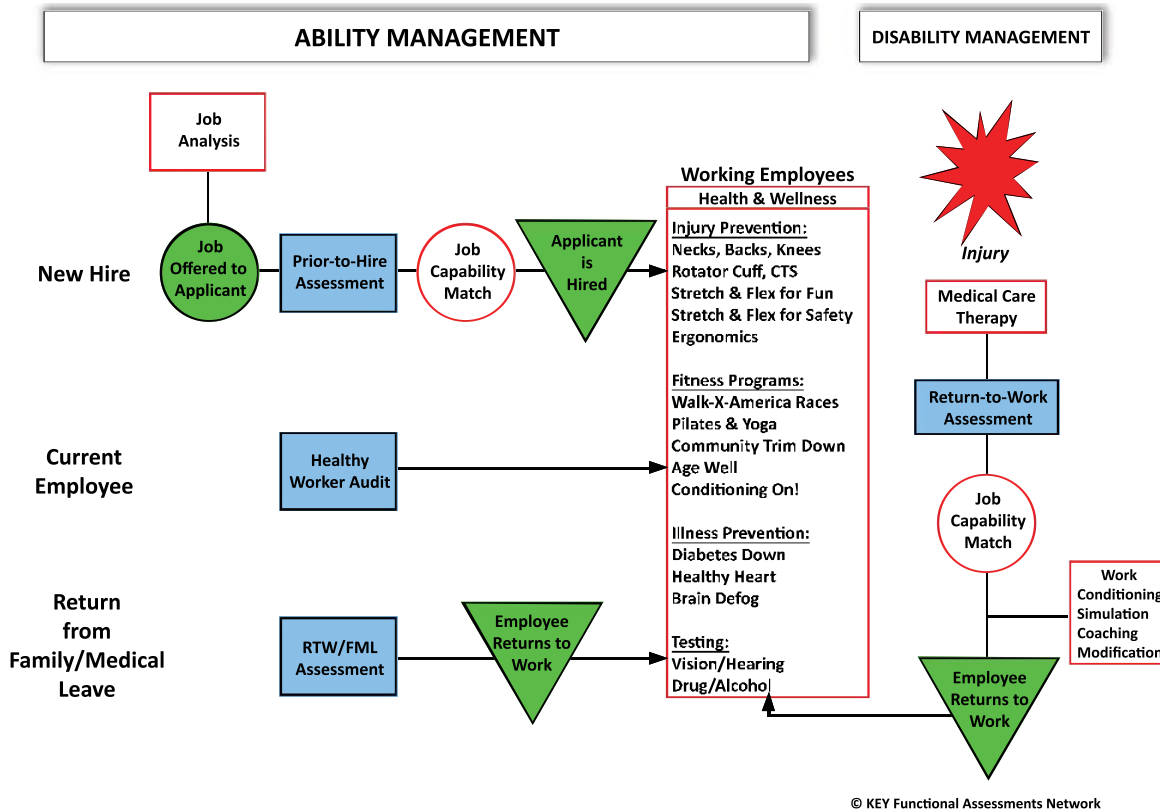 ABILITY MANAGEMENT
DISABILITY MANAGEMENT
Job
Analysis
New Hire
Job
Offered to
Applicant
Prior-to-Hire
Assessment
Job
Capability
Match
Applicant
is
Hired
Working Employees
Health & Wellness
Injury Prevention:
Necks, Backs, Knees
Rotator Cuff, CTS
Stretch & Flex for Fun
Stretch & Flex for Safety
Ergonomics
Fitness Programs:
Walk-X-America Races
Pilates & Yoga
Community Trim Down
Age Well
Conditioning On!
Illness Prevention:
Diabetes Down
Healthy Heart
Brain Defog
Testing:
Vision/Hearing
Drug/Alcohol
Current
Employee
Healthy
Worker Audit
Return
from
Family/Medical
Leave
RTW/FML
Assessment
Employee
Returns to
Work
Injury
Medical Care
Therapy
Return-to-Work
Assessment
Job
Capability
Match
Work
Conditioning
Simulation
Coaching
Modification
Employee
Returns to
Work
© KEY Functional Assessments Network